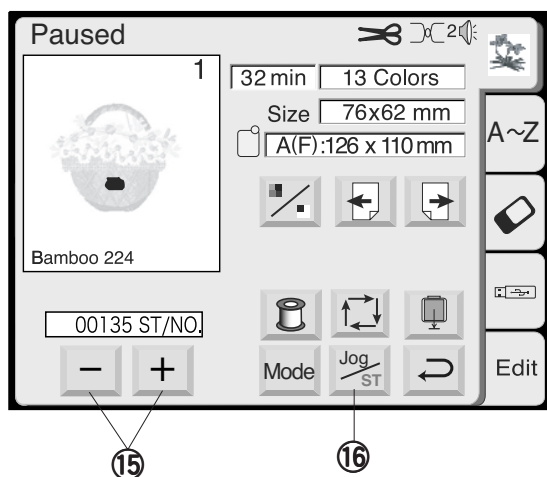 Paused
2
1
32 min 13 Colors
Size 76x62 mm
A(F):126 x 110 mm
A~Z
Bamboo 224
00135 ST/NO.
− +
Mode Jog/ST
Edit
⑮ ⑯